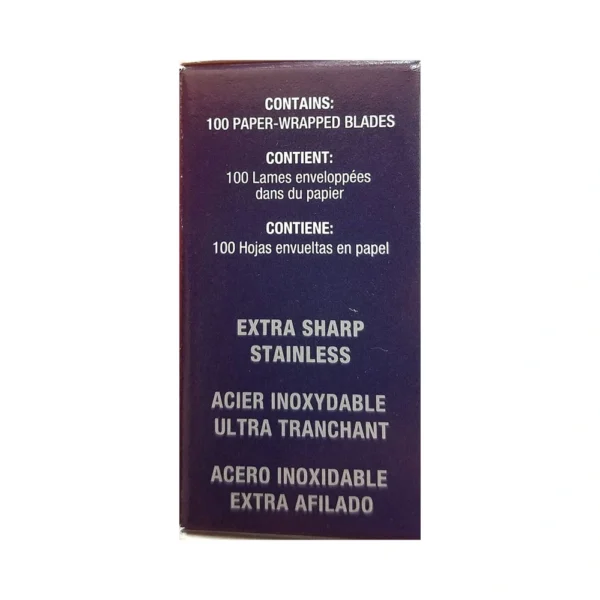 CONTAINS:
100 PAPER-WRAPPED BLADES
CONTIENT:
100 Lames enveloppées
dans du papier
CONTIENE:
100 Hojas envueltas en papel
EXTRA SHARP
STAINLESS
ACIER INOXYDABLE
ULTRA TRANCHANT
ACERO INOXIDABLE
EXTRA AFILADO